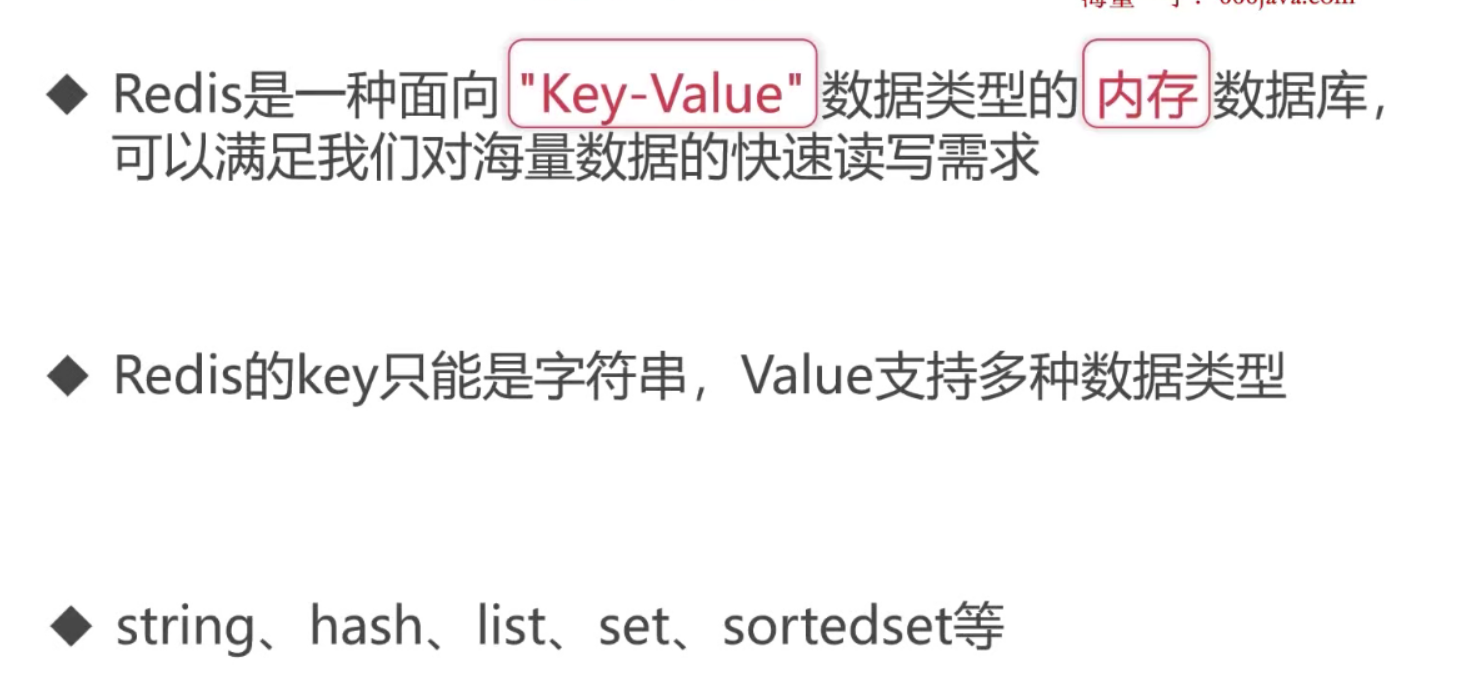 Redis是一种面向"Key-Value"数据类型的内存数据库，
可以满足我们对海量数据的快速读写需求
Redis的key只能是字符串，Value支持多种数据类型
string、hash、list、set、sortedset等